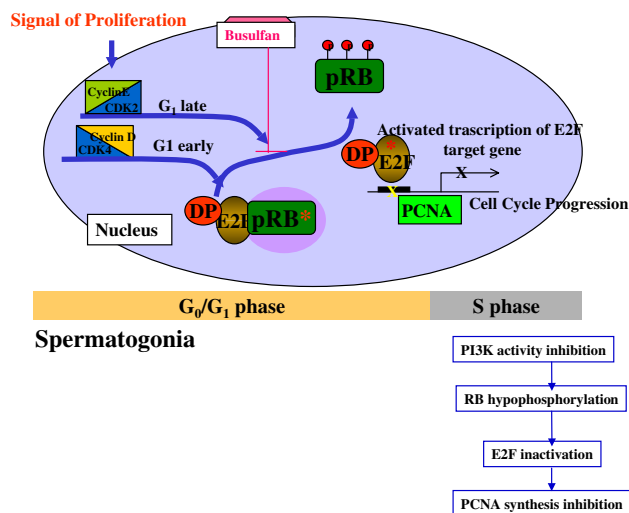 Signal of Proliferation
Busulfan
P P P
pRB
CyclinE
CDK2
G1 late
Cyclin D
CDK4
G1 early
Activated trascription of E2F
target gene
DP
*
E2F
X
X
PCNA
Cell Cycle Progression
DP
E2F
pRB*
Nucleus
G0/G1 phase
S phase
Spermatogonia
PI3K activity inhibition
RB hypophosphorylation
E2F inactivation
PCNA synthesis inhibition